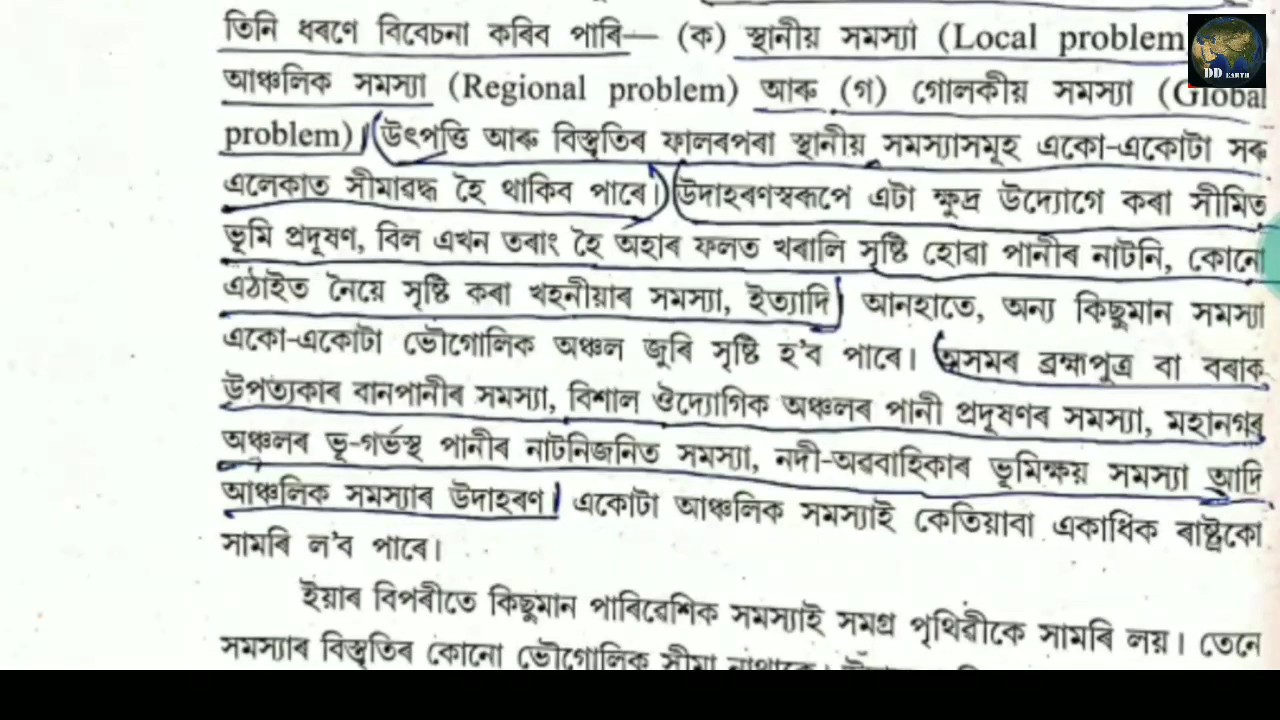 তিনি ধৰণে বিবেচনা কৰিব পাৰি— (ক) স্থানীয় সমস্যা (Local problem
DD EARTH
আঞ্চলিক সমস্যা (Regional problem) আৰু (গ) গোলকীয় সমস্যা (Global
problem)। উৎপত্তি আৰু বিস্তৃতিৰ ফালৰপৰা স্থানীয় সমস্যাসমূহ একো-একোটা সৰু
এলেকাত সীমাৱদ্ধ হৈ থাকিব পাৰে। উদাহৰণস্বৰূপে এটা ক্ষুদ্ৰ উদ্যোগে কৰা সীমিত
ভূমি প্ৰদূষণ, বিল এখন তৰাং হৈ অহাৰ ফলত খৰালি সৃষ্টি হোৱা পানীৰ নাটনি, কোনো
এঠাইত নৈয়ে সৃষ্টি কৰা খহনীয়াৰ সমস্যা, ইত্যাদি। আনহাতে, অন্য কিছুমান সমস্যা
একো-একোটা ভৌগোলিক অঞ্চল জুৰি সৃষ্টি হ'ব পাৰে। অসমৰ ব্ৰহ্মপুত্ৰ বা বৰাক
উপত্যকাৰ বানপানীৰ সমস্যা, বিশাল ঔদ্যোগিক অঞ্চলৰ পানী প্ৰদূষণৰ সমস্যা, মহানগৰ
অঞ্চলৰ ভূ-গৰ্ভস্থ পানীৰ নাটনিজনিত সমস্যা, নদী-অৱবাহিকাৰ ভূমিক্ষয় সমস্যা আদি
আঞ্চলিক সমস্যাৰ উদাহৰণ। একোটা আঞ্চলিক সমস্যাই কেতিয়াবা একাধিক ৰাষ্ট্ৰকো
সামৰি ল'ব পাৰে।
ইয়াৰ বিপৰীতে কিছুমান পাৰিৱেশিক সমস্যাই সমগ্ৰ পৃথিৱীকে সামৰি লয়। তেনে
সমস্যাৰ বিস্তৃতিৰ কোনো ভৌগোলিক সীমা নাথাকে।